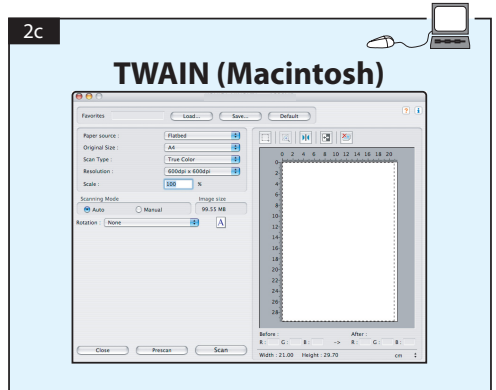 2c
TWAIN (Macintosh)
Favorites Load... Save... Default ? i
Paper source : Flatbed
Original Size : A4
Scan Type : True Color
Resolution : 600dpi x 600dpi
Scale : 100 %
Scanning Mode Image size
Auto Manual 99.55 MB
Rotation : None A
0 2 4 6 8 10 12 14 16 18 20
0
2
4
6
8
10
12
14
16
18
20
22
24
26
28
Before : After :
R : G : B : -> R : G : B :
Close Prescan Scan
Width : 21.00 Height : 29.70 cm